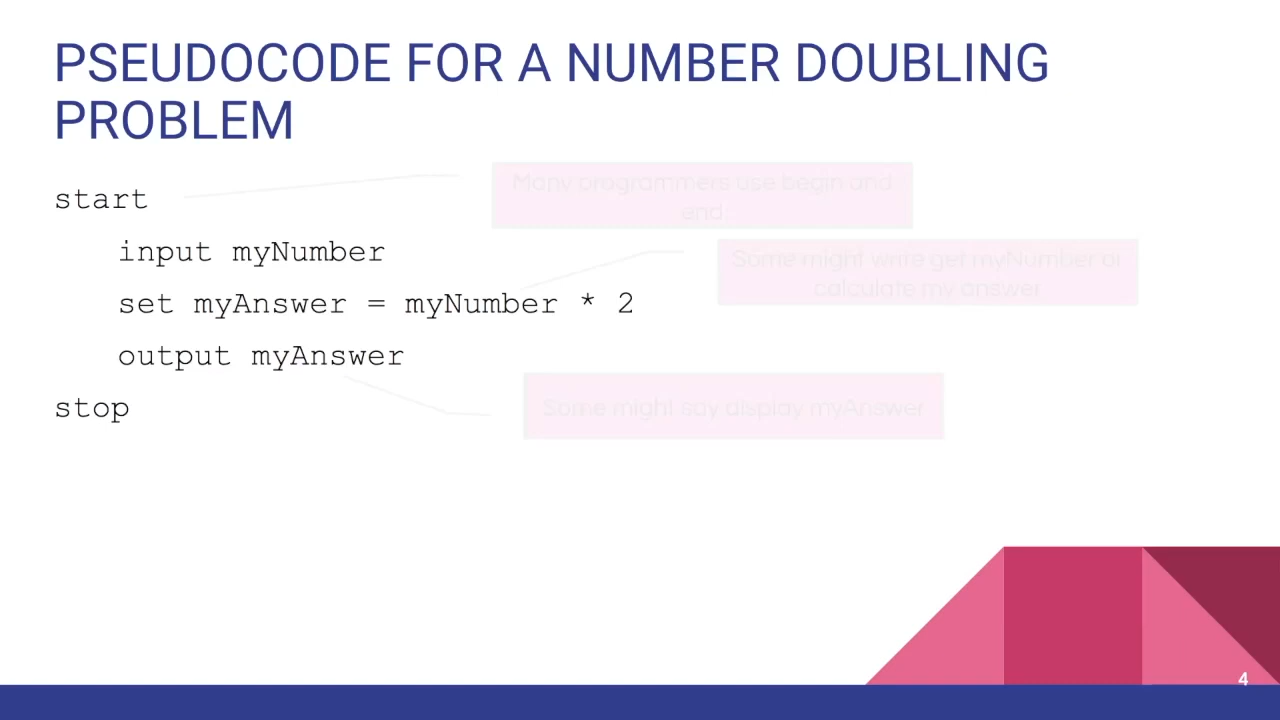 PSEUDOCODE FOR A NUMBER DOUBLING
PROBLEM
start
Many programmers use begin and
end.
input myNumber
Some might write get myNumber or
calculate my answer
set myAnswer = myNumber * 2
output myAnswer
Some might say display myAnswer
stop
4